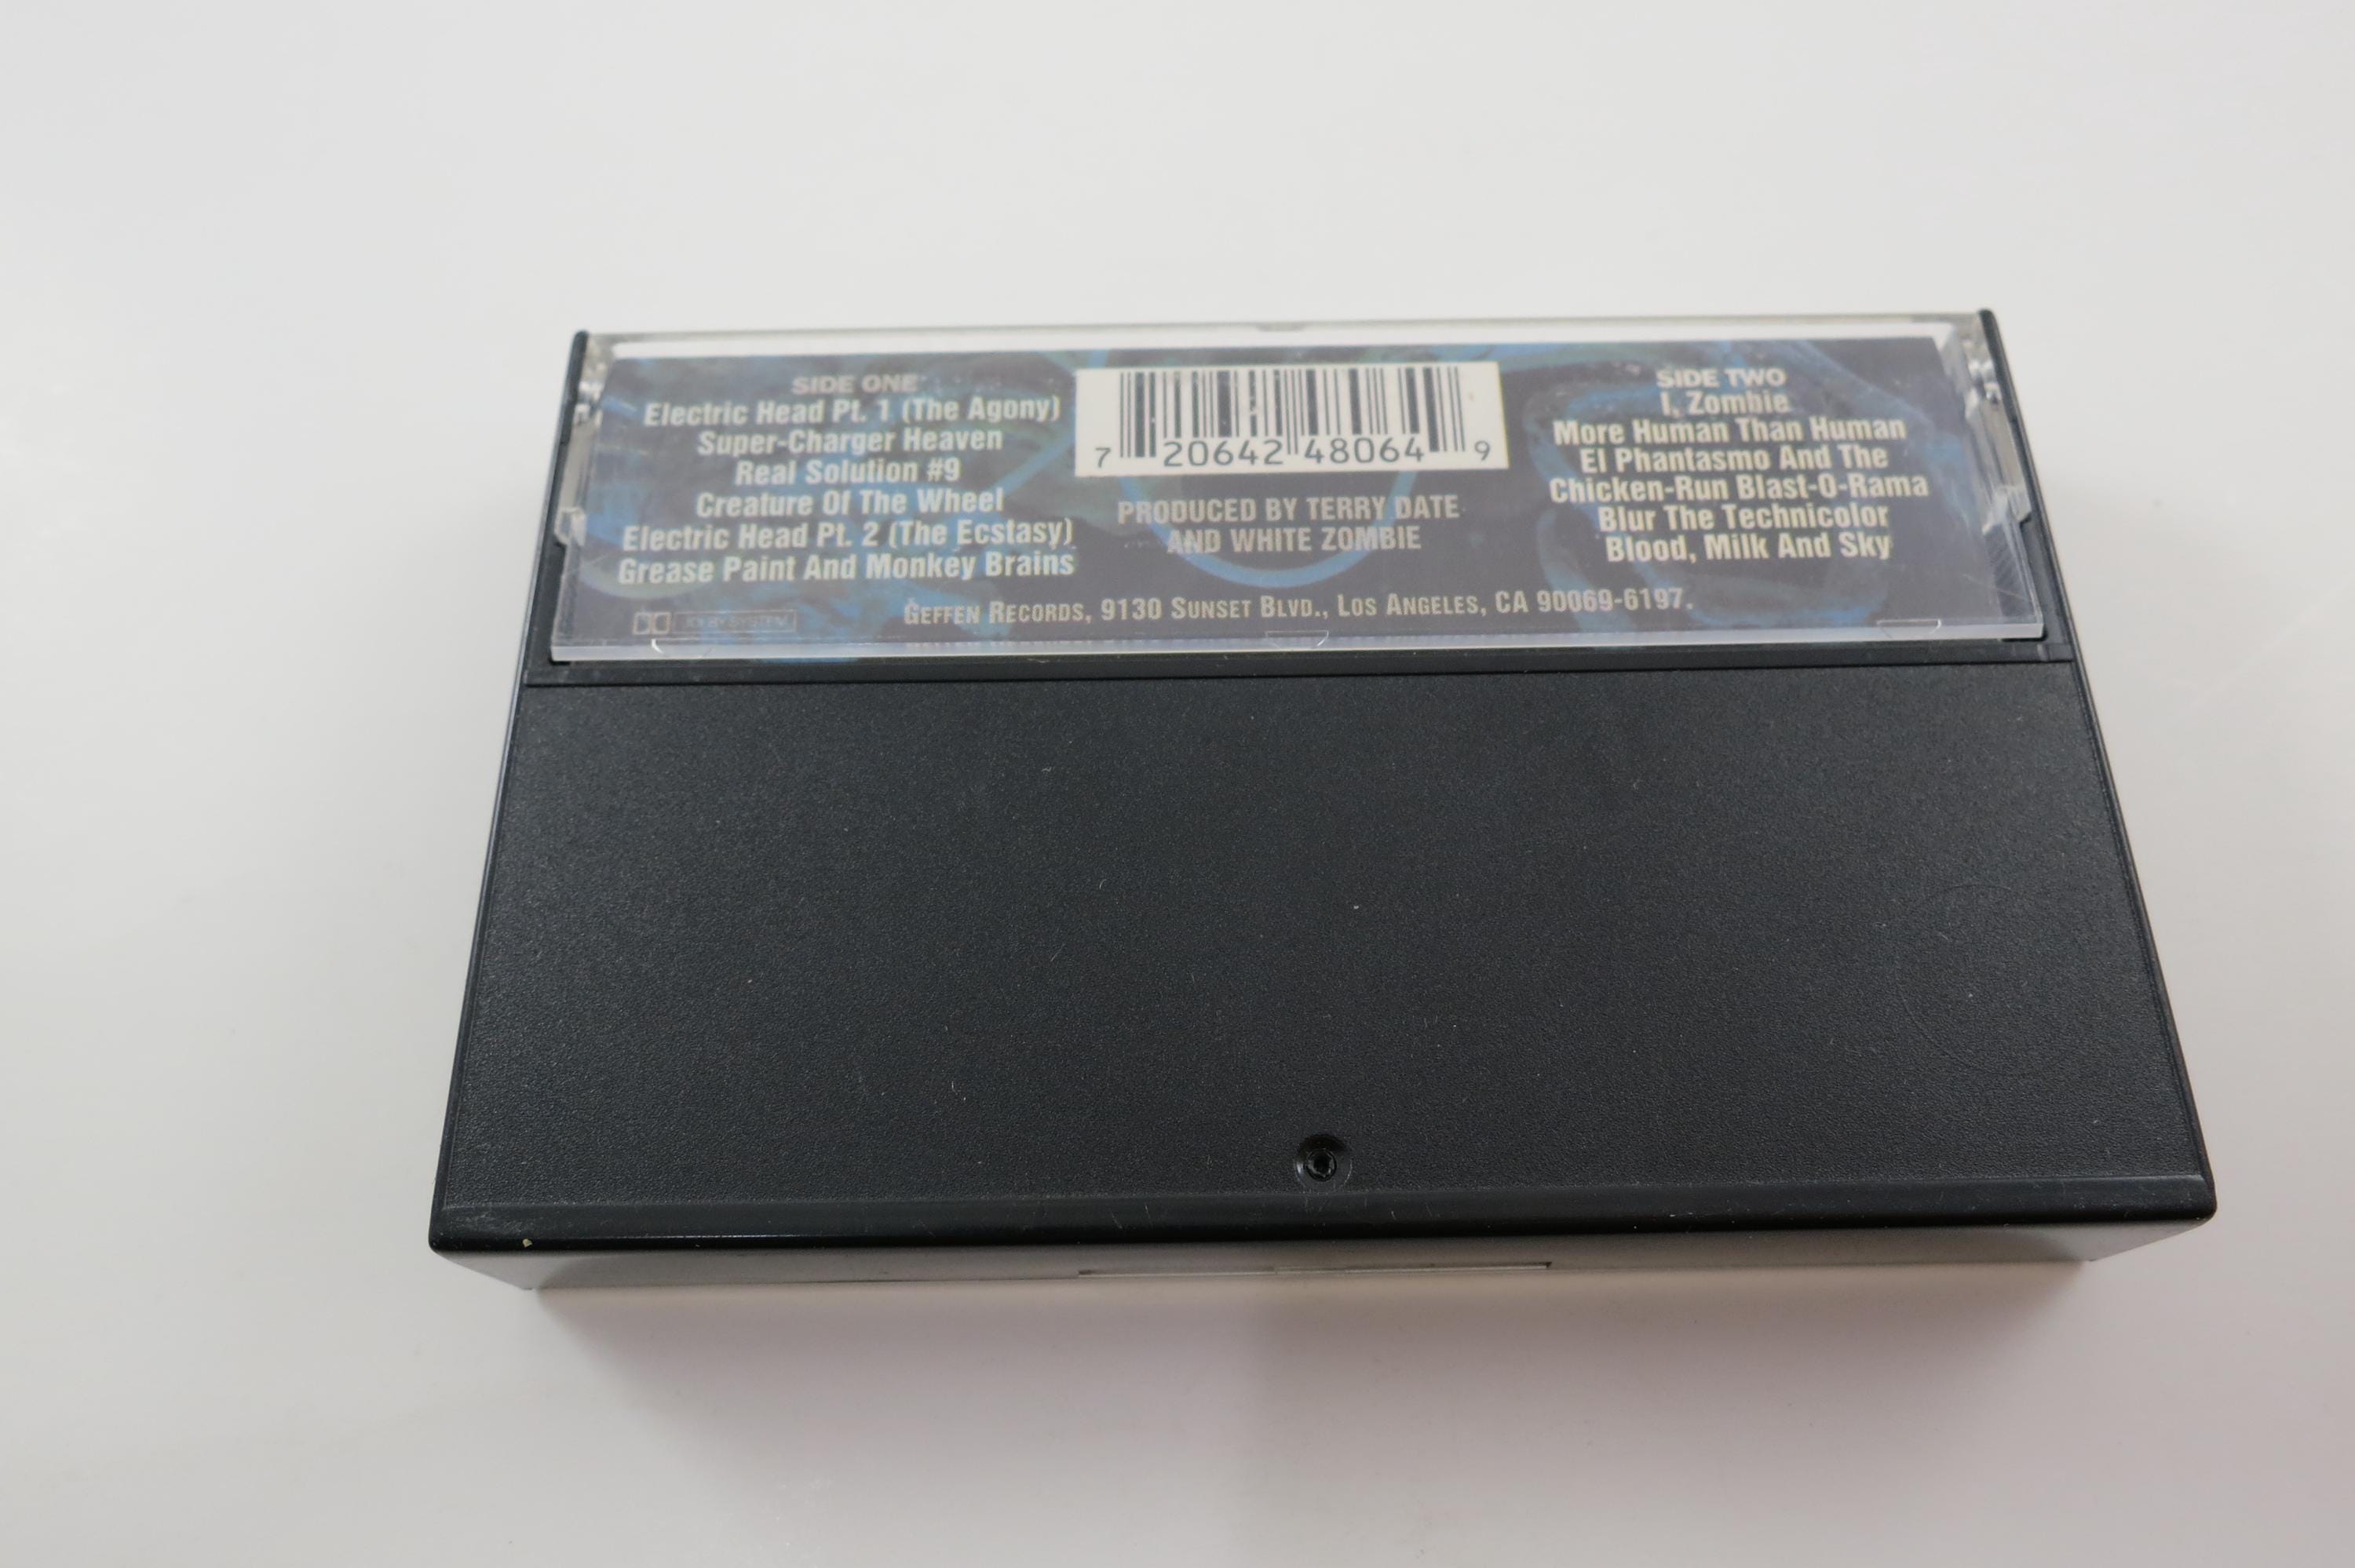 SIDE ONE
Electric Head Pt. 1 (The Agony)
Super-Charger Heaven
Real Solution #9
Creature Of The Wheel
Electric Head Pt. 2 (The Ecstasy)
Grease Paint And Monkey Brains
DOLBY SYSTEM
7 20642 48064 9
PRODUCED BY TERRY DATE
AND WHITE ZOMBIE
SIDE TWO
I, Zombie
More Human Than Human
El Phantasmo And The
Chicken-Run Blast-O-Rama
Blur The Technicolor
Blood, Milk And Sky
GEFFEN RECORDS, 9130 SUNSET BLVD., LOS ANGELES, CA 90069-6197.